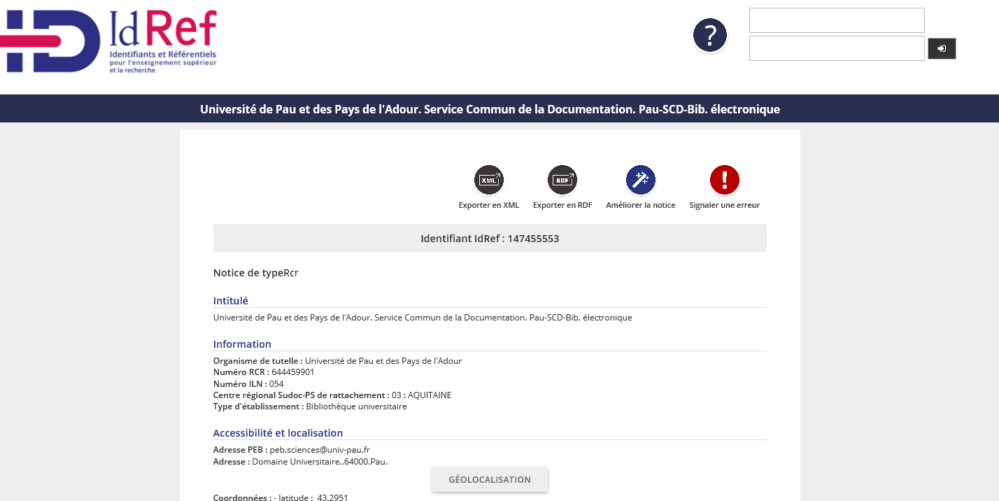 IdRef
Identifiants et Référentiels
pour l'enseignement supérieur
et la recherche
?
Université de Pau et des Pays de l'Adour. Service Commun de la Documentation. Pau-SCD-Bib. électronique
XML RDF !
Exporter en XML Exporter en RDF Améliorer la notice Signaler une erreur
Identifiant IdRef : 147455553
Notice de typeRcr
Intitulé
Université de Pau et des Pays de l'Adour. Service Commun de la Documentation. Pau-SCD-Bib. électronique
Information
Organisme de tutelle : Université de Pau et des Pays de l'Adour
Numéro RCR : 644459901
Numéro ILN : 054
Centre régional Sudoc-PS de rattachement : 03 : AQUITAINE
Type d'établissement : Bibliothèque universitaire
Accessibilité et localisation
Adresse PEB : peb.sciences@univ-pau.fr
Adresse : Domaine Universitaire..64000.Pau.
GÉOLOCALISATION
Coordonnées : - latitude : 43.2951